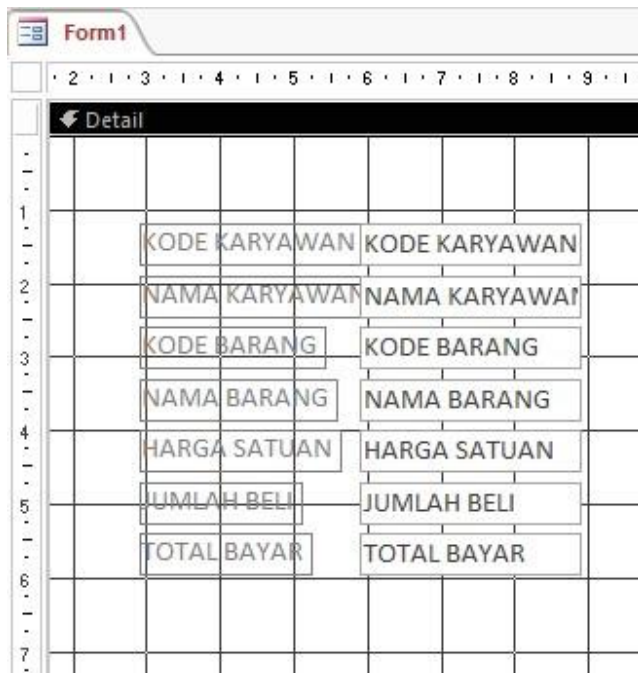 Form1
2 3 4 5 6 7 8 9
Detail
1
KODE KARYAWAN KODE KARYAWAN
2
NAMA KARYAWAN NAMA KARYAWAN
KODE BARANG KODE BARANG
3
NAMA BARANG NAMA BARANG
4
HARGA SATUAN HARGA SATUAN
5
JUMLAH BELI JUMLAH BELI
TOTAL BAYAR TOTAL BAYAR
6
7